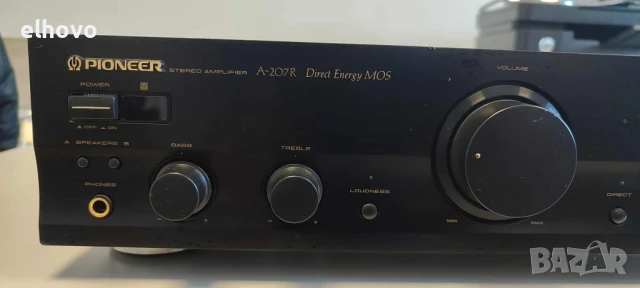 elhovo
PIONEER STEREO AMPLIFIER A-207R Direct Energy MOS
VOLUME
POWER
OFF ON
A SPEAKERS B
BASS
TREBLE
LOUDNESS
DIRECT
PHONES
MIN MAX
BAZAR